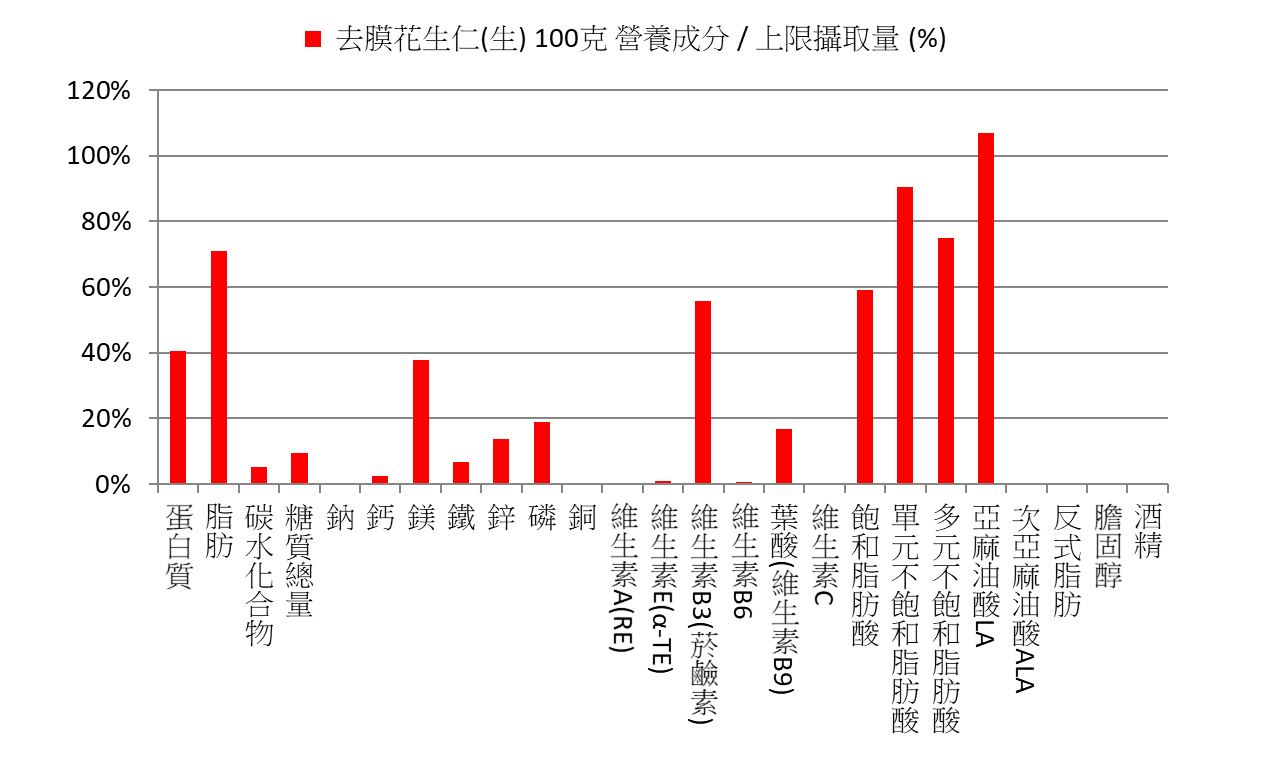 去膜花生仁(生) 100克 營養成分 / 上限攝取量 (%)
120%
100%
80%
60%
40%
20%
0%
蛋白質
脂肪
碳水化合物
糖質總量
鈉
鈣
鎂
鐵
鋅
磷
銅
維生素A(RE)
維生素E(α-TE)
維生素B3(菸鹼素)
維生素B6
葉酸(維生素B9)
維生素C
飽和脂肪酸
單元不飽和脂肪酸
多元不飽和脂肪酸
亞麻油酸LA
次亞麻油酸ALA
反式脂肪
膽固醇
酒精